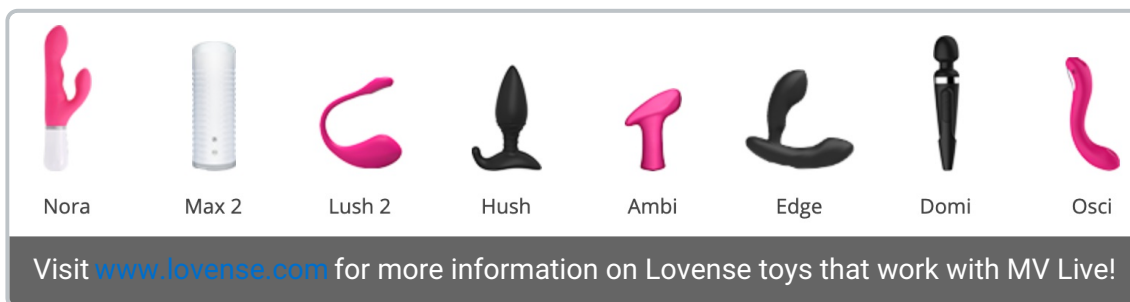 Nora Max 2 Lush 2 Hush Ambi Edge Domi Osci
Visit www.lovense.com for more information on Lovense toys that work with MV Live!